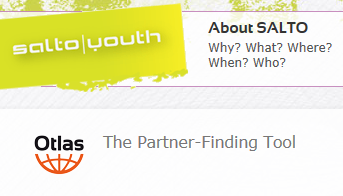 salto|youth
About SALTO
Why? What? Where?
When? Who?
Otlas
The Partner-Finding Tool